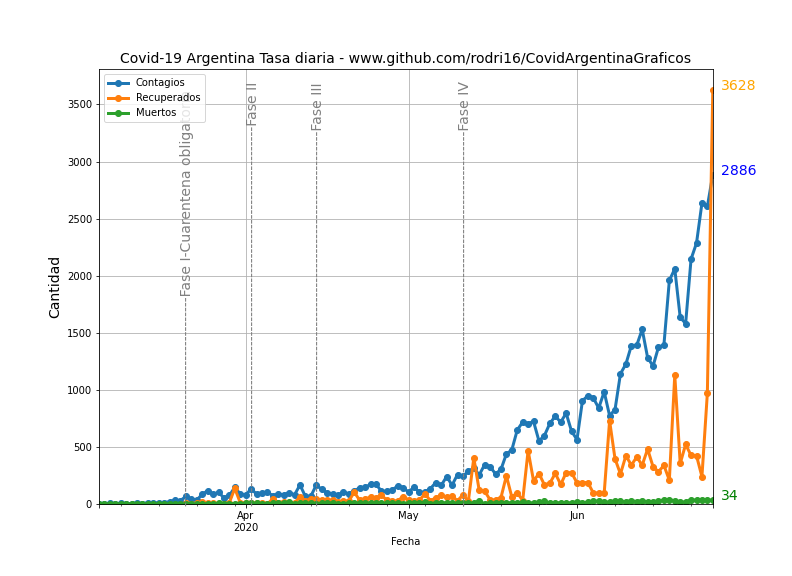 Covid-19 Argentina Tasa diaria - www.github.com/rodri16/CovidArgentinaGraficos
Contagios
Recuperados
Muertos
Fase I-Cuarentena obligatoria
Fase II
Fase III
Fase IV
3628
2886
34
Cantidad
3500
3000
2500
2000
1500
1000
500
0
Apr
2020
May
Jun
Fecha